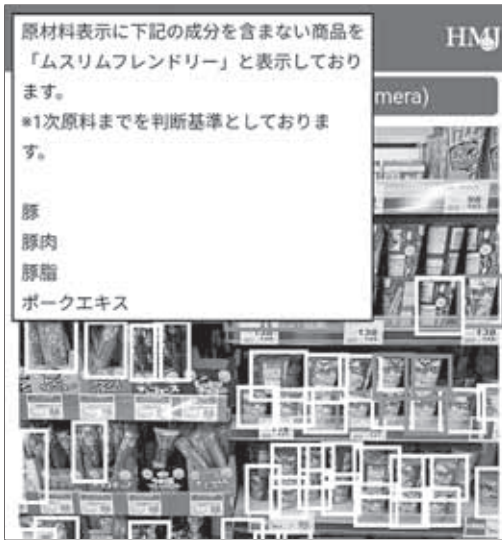 原材料表示に下記の成分を含まない商品を
「ムスリムフレンドリー」と表示しており
ます。
*1次原料までを判断基準としておりま
す。
豚
豚肉
豚脂
ポークエキス
HMJ
mera)
138
138